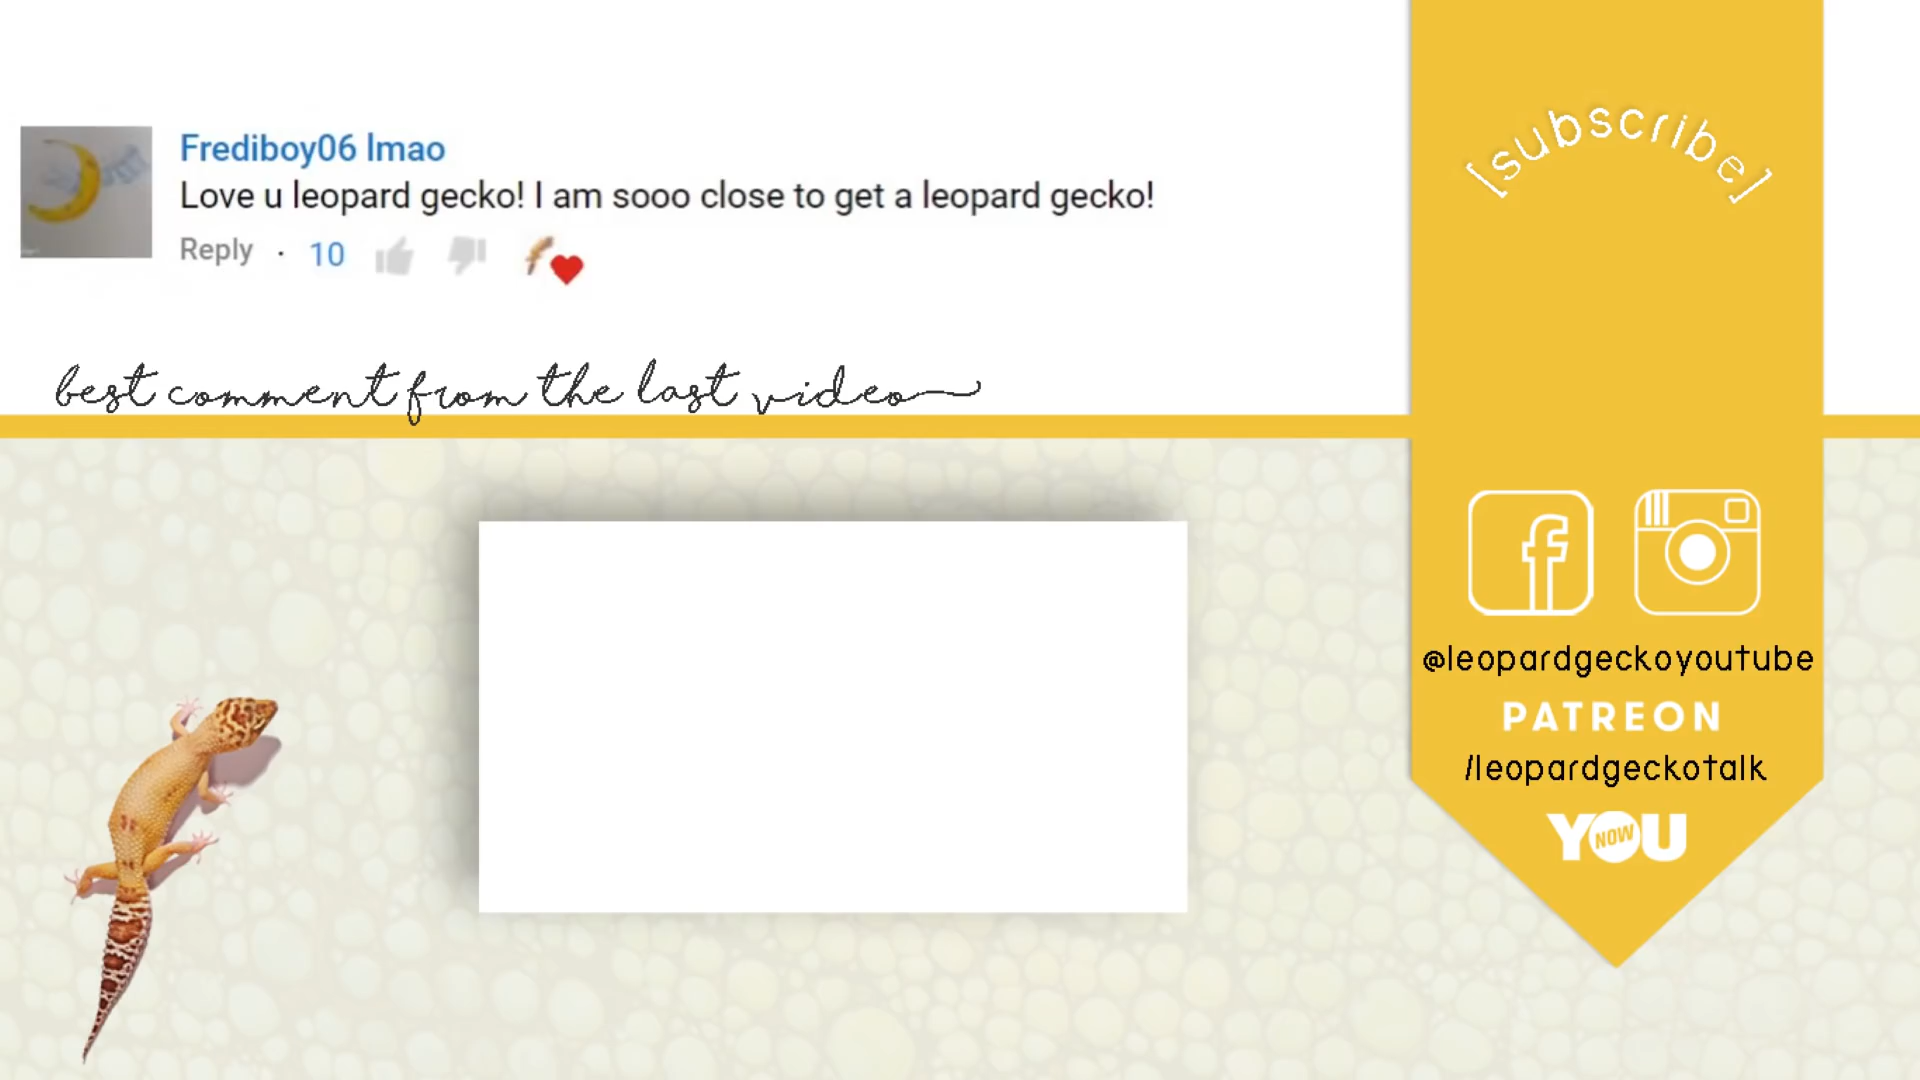 Frediboy06 lmao
Love u leopard gecko! I am sooo close to get a leopard gecko!
Reply · 10
best comment from the last video
[subscribe]
@leopardgeckoyoutube
PATREON
/leopardgeckotalk
YOU NOW